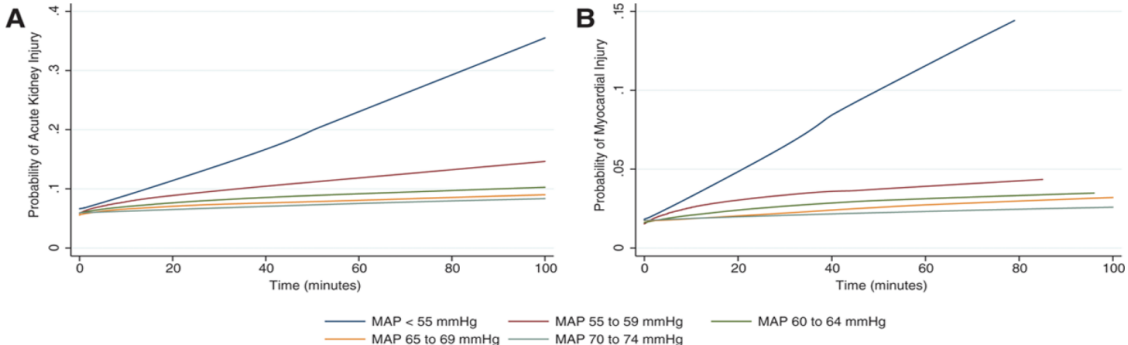 A
Probability of Acute Kidney Injury
.4
.3
.2
.1
0
0 20 40 60 80 100
Time (minutes)
B
Probability of Myocardial Injury
.15
.1
.05
0
0 20 40 60 80 100
Time (minutes)
MAP < 55 mmHg MAP 55 to 59 mmHg MAP 60 to 64 mmHg
MAP 65 to 69 mmHg MAP 70 to 74 mmHg